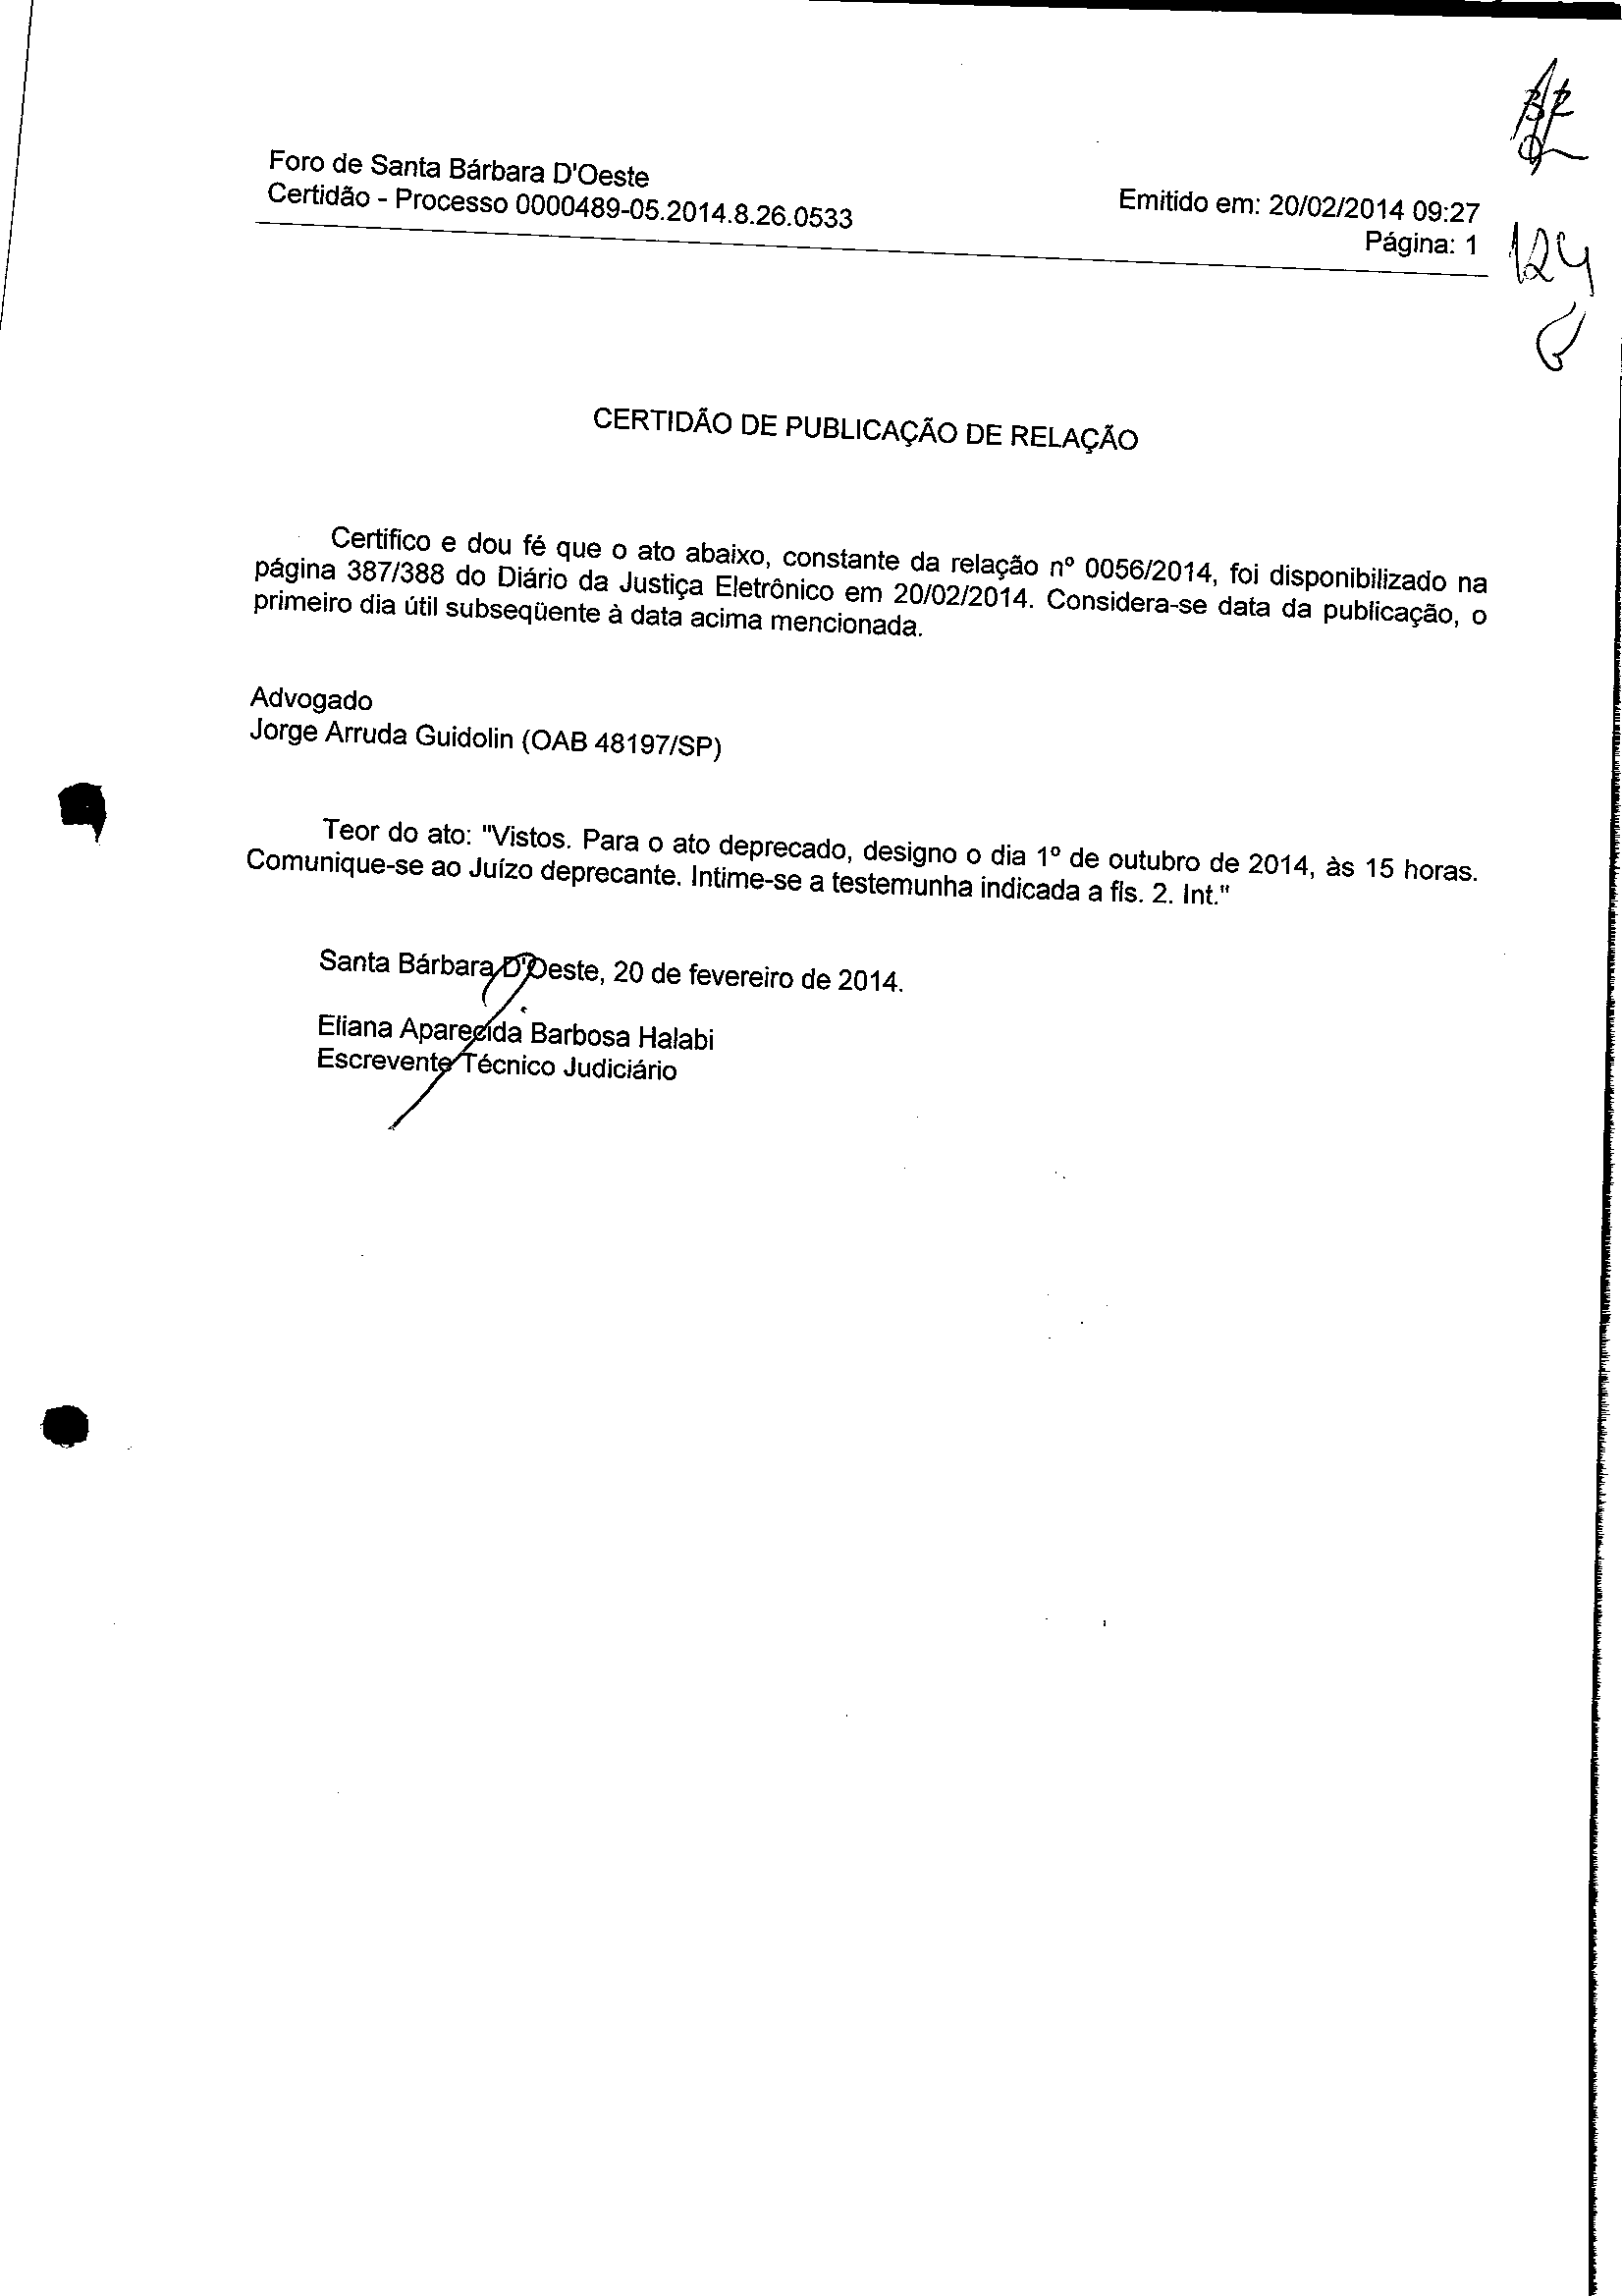 Foro de Santa Bárbara D'Oeste
Certidão - Processo 0000489-05.2014.8.26.0533
Emitido em: 20/02/2014 09:27
Página: 1
124
CERTIDÃO DE PUBLICAÇÃO DE RELAÇÃO
Certifico e dou fé que o ato abaixo, constante da relação nº 0056/2014, foi disponibilizado na
página 387/388 do Diário da Justiça Eletrônico em 20/02/2014. Considera-se data da publicação, o
primeiro dia útil subseqüente à data acima mencionada.
Advogado
Jorge Arruda Guidolin (OAB 48197/SP)
Teor do ato: "Vistos. Para o ato deprecado, designo o dia 1º de outubro de 2014, às 15 horas.
Comunique-se ao Juízo deprecante. Intime-se a testemunha indicada a fls. 2. Int."
Santa Bárbara D'Oeste, 20 de fevereiro de 2014.
Eliana Aparecida Barbosa Halabi
Escrevente Técnico Judiciário